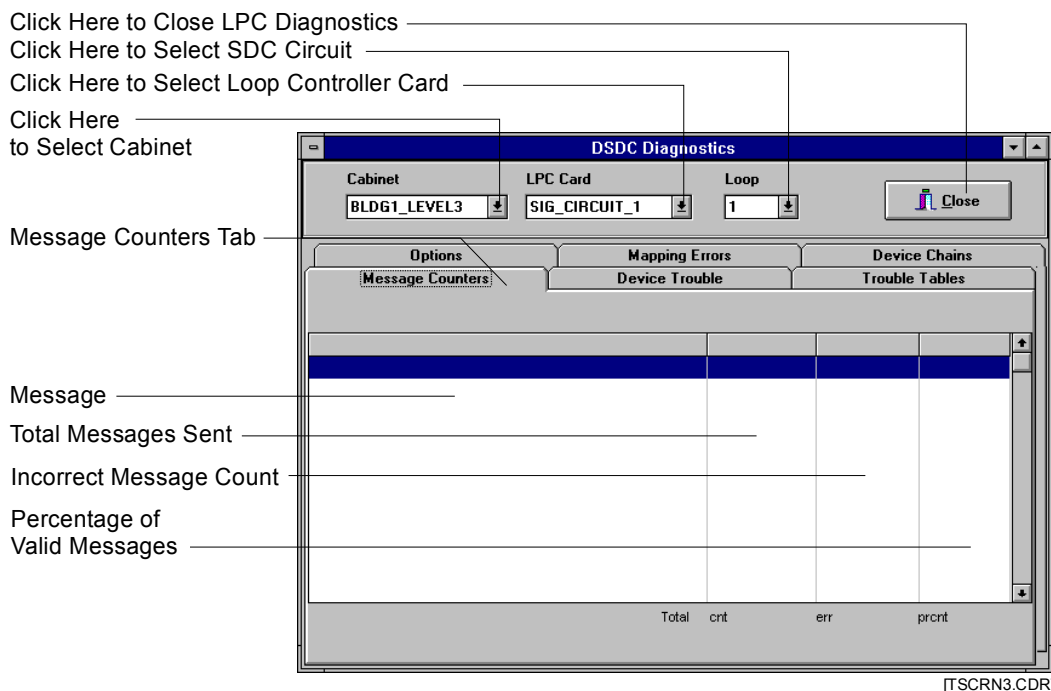 Click Here to Close LPC Diagnostics
Click Here to Select SDC Circuit
Click Here to Select Loop Controller Card
Click Here
to Select Cabinet
DSDC Diagnostics
Cabinet
LPC Card
Loop
BLDG1_LEVEL3
SIG_CIRCUIT_1
1
Close
Message Counters Tab
Options
Mapping Errors
Device Chains
Message Counters
Device Trouble
Trouble Tables
Message
Total Messages Sent
Incorrect Message Count
Percentage of
Valid Messages
Total cnt err prcnt
[TSCRN3.CDR